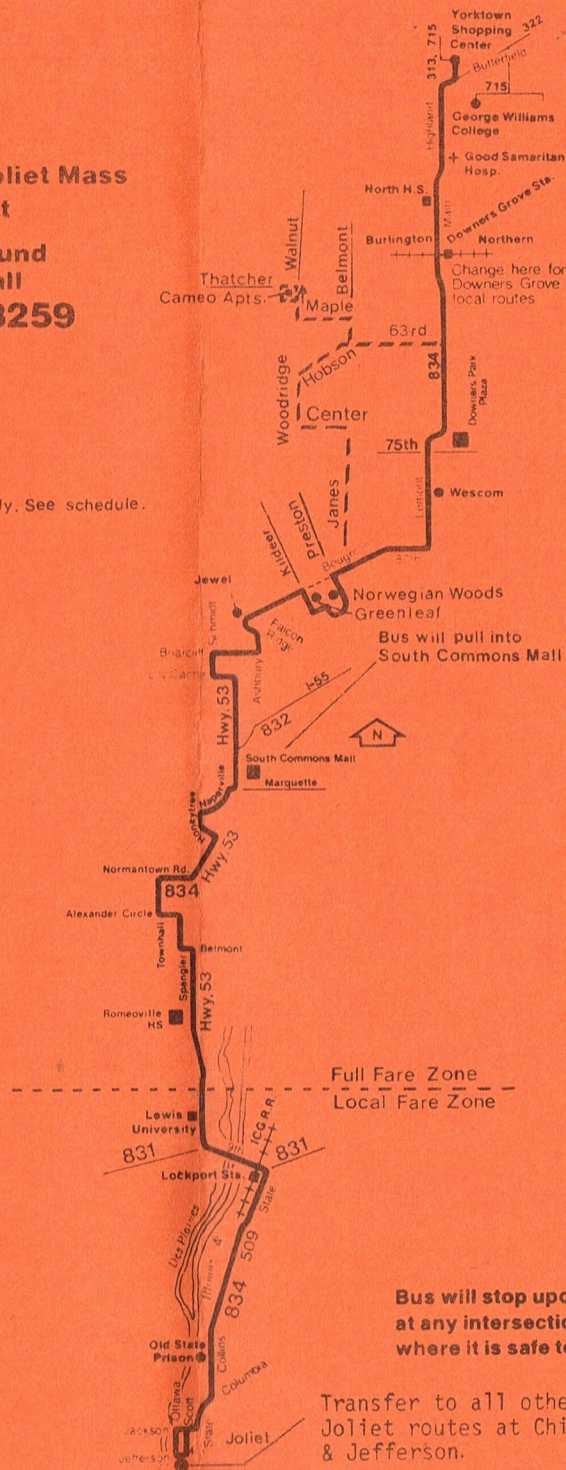 Yorktown
Shopping
Center
322
313, 715
Butterfield
715
George Williams
College
Highland
Good Samaritan
Hosp.
North H.S.
Main
Downers Grove Sta.
Burlington
Northern
Change here for
Downers Grove
local routes
Walnut
Belmont
Thatcher
Cameo Apts.
Maple
63rd
Hobson
834
Woodridge
Center
Downers Park
Plaza
75th
Janes
Lemont
Wescom
Preston
Kildeer
oliet Mass
t
und
all
3259
ly. See schedule.
Norwegian Woods
Greenleaf
Jewel
Schmidt
Falcon
Ridge
Bus will pull into
South Commons Mall
Briarcliff
Ashbury
Hwy. 53
I-55
832
N
South Commons Mall
Marquette
Naperville
Honeytree
Hwy. 53
Normantown Rd.
834
Alexander Circle
Townhall
Belmont
Spangler
Hwy. 53
Romeoville
HS
Full Fare Zone
Local Fare Zone
Lewis
University
9th
ICG R.R.
831
831
Lockport Sta.
State
Des Plaines
Illinois &
509
834
Old State
Prison
Collins
Columbia
Bus will stop upo
at any intersectio
where it is safe to
Ottawa
Scott
State
Jackson
Jefferson
Joliet
Transfer to all othe
Joliet routes at Chi
& Jefferson.